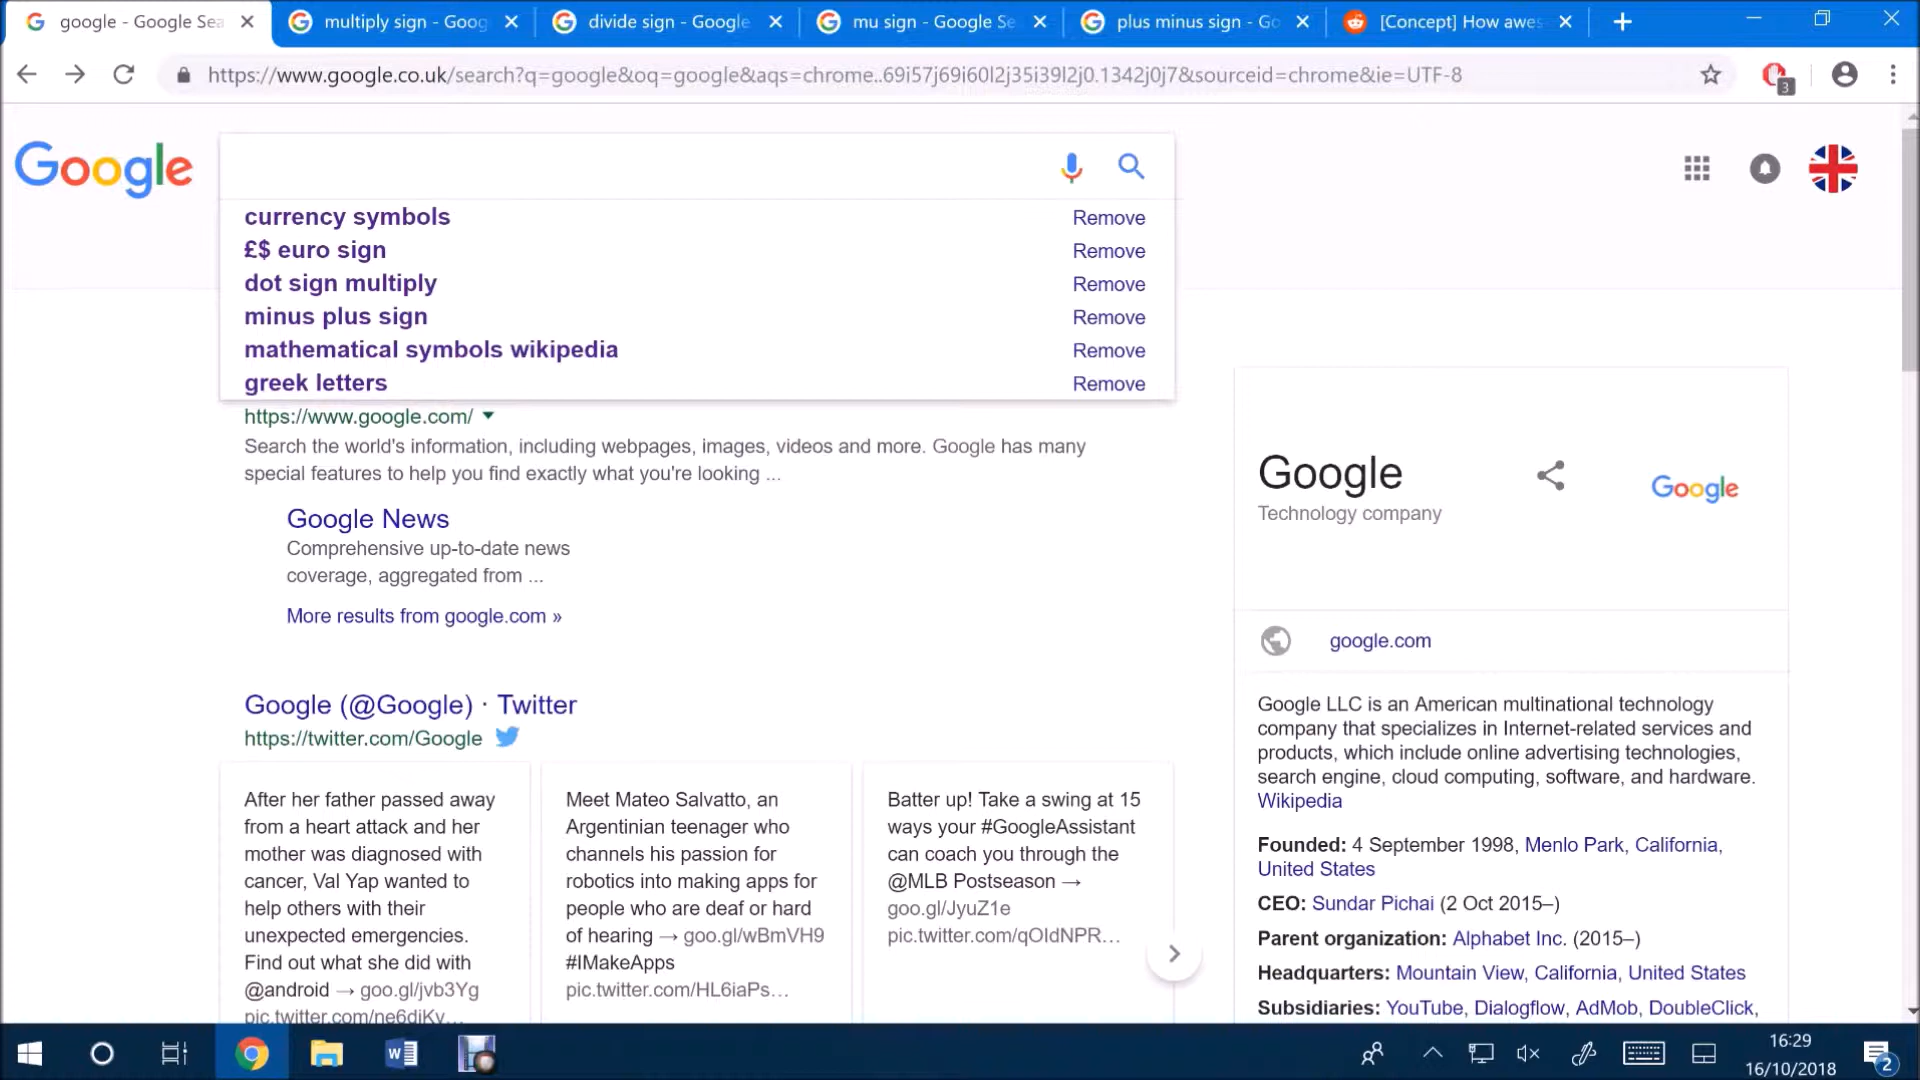 google - Google Sea
multiply sign - Goog
divide sign - Google
mu sign - Google Se
plus minus sign - Go
[Concept] How awes
https://www.google.co.uk/search?q=google&oq=google&aqs=chrome..69i57j69i60l2j35i39l2j0.1342j0j7&sourceid=chrome&ie=UTF-8
3
Google
currency symbols Remove
£$ euro sign Remove
dot sign multiply Remove
minus plus sign Remove
mathematical symbols wikipedia Remove
greek letters Remove
https://www.google.com/
Search the world's information, including webpages, images, videos and more. Google has many
special features to help you find exactly what you're looking ...
Google News
Comprehensive up-to-date news
coverage, aggregated from ...
More results from google.com »
Google (@Google) · Twitter
https://twitter.com/Google
After her father passed away
from a heart attack and her
mother was diagnosed with
cancer, Val Yap wanted to
help others with their
unexpected emergencies.
Find out what she did with
@android → goo.gl/jvb3Yg
pic.twitter.com/ne6diKv...
Meet Mateo Salvatto, an
Argentinian teenager who
channels his passion for
robotics into making apps for
people who are deaf or hard
of hearing → goo.gl/wBmVH9
#IMakeApps
pic.twitter.com/HL6iaPs...
Batter up! Take a swing at 15
ways your #GoogleAssistant
can coach you through the
@MLB Postseason →
goo.gl/JyuZ1e
pic.twitter.com/qOIdNPR...
Google
Technology company
Google
google.com
Google LLC is an American multinational technology
company that specializes in Internet-related services and
products, which include online advertising technologies,
search engine, cloud computing, software, and hardware.
Wikipedia
Founded: 4 September 1998, Menlo Park, California,
United States
CEO: Sundar Pichai (2 Oct 2015–)
Parent organization: Alphabet Inc. (2015–)
Headquarters: Mountain View, California, United States
Subsidiaries: YouTube, Dialogflow, AdMob, DoubleClick,
16:29
16/10/2018
2